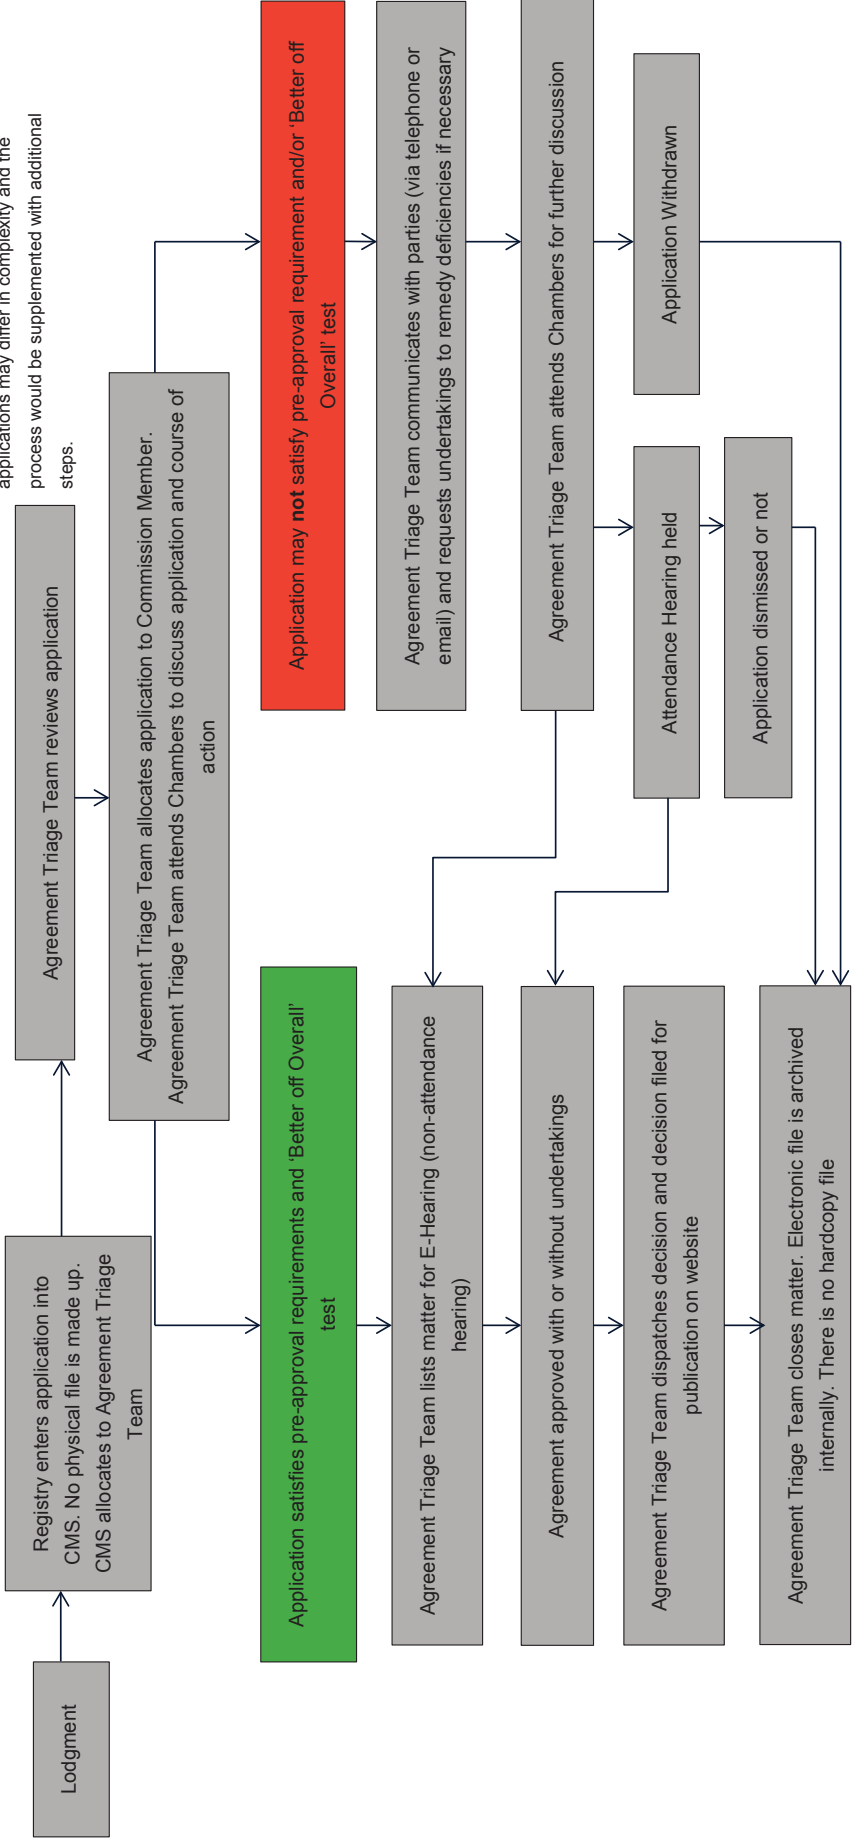 applications may differ in complexity and the
process would be supplemented with additional
steps.
Lodgment
Registry enters application into
CMS. No physical file is made up.
CMS allocates to Agreement Triage
Team
Agreement Triage Team reviews application
Agreement Triage Team allocates application to Commission Member.
Agreement Triage Team attends Chambers to discuss application and course of
action
Application satisfies pre-approval requirements and ‘Better off Overall’
test
Application may not satisfy pre-approval requirement and/or ‘Better off
Overall’ test
Agreement Triage Team communicates with parties (via telephone or
email) and requests undertakings to remedy deficiencies if necessary
Agreement Triage Team lists matter for E-Hearing (non-attendance
hearing)
Agreement Triage Team attends Chambers for further discussion
Agreement approved with or without undertakings
Attendance Hearing held
Application Withdrawn
Agreement Triage Team dispatches decision and decision filed for
publication on website
Application dismissed or not
Agreement Triage Team closes matter. Electronic file is archived
internally. There is no hardcopy file